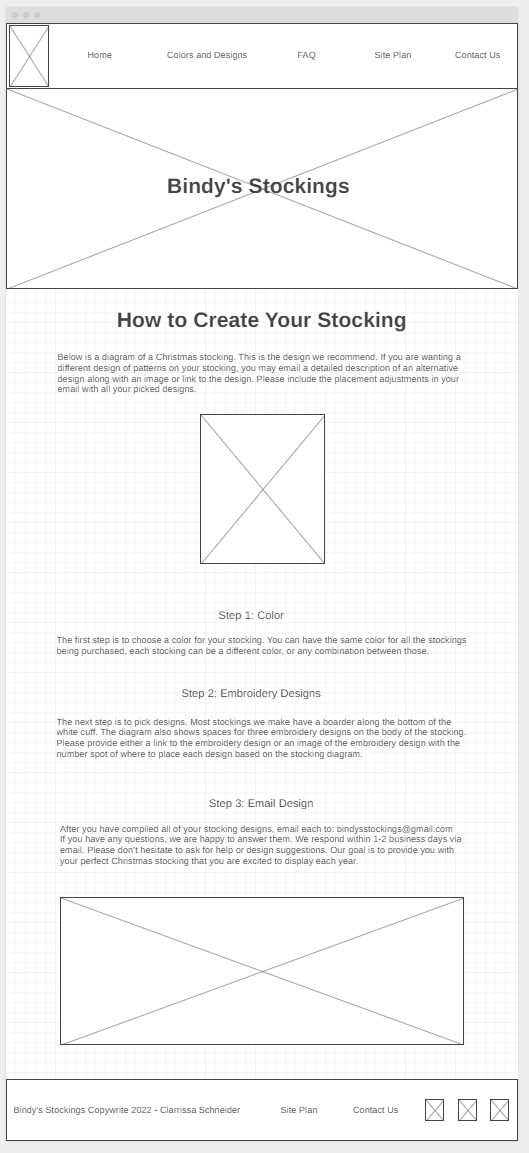 Home Colors and Designs FAQ Site Plan Contact Us
Bindy's Stockings
How to Create Your Stocking
Below is a diagram of a Christmas stocking. This is the design we recommend. If you are wanting a
different design of patterns on your stocking, you may email a detailed description of an alternative
design along with an image or link to the design. Please include the placement adjustments in your
email with all your picked designs.
Step 1: Color
The first step is to choose a color for your stocking. You can have the same color for all the stockings
being purchased, each stocking can be a different color, or any combination between those.
Step 2: Embroidery Designs
The next step is to pick designs. Most stockings we make have a boarder along the bottom of the
white cuff. The diagram also shows spaces for three embroidery designs on the body of the stocking.
Please provide either a link to the embroidery design or an image of the embroidery design with the
number spot of where to place each design based on the stocking diagram.
Step 3: Email Design
After you have compiled all of your stocking designs, email each to: bindysstockings@gmail.com
If you have any questions, we are happy to answer them. We respond within 1-2 business days via
email. Please don't hesitate to ask for help or design suggestions. Our goal is to provide you with
your perfect Christmas stocking that you are excited to display each year.
Bindy's Stockings Copywrite 2022 - Clarrissa Schneider Site Plan Contact Us